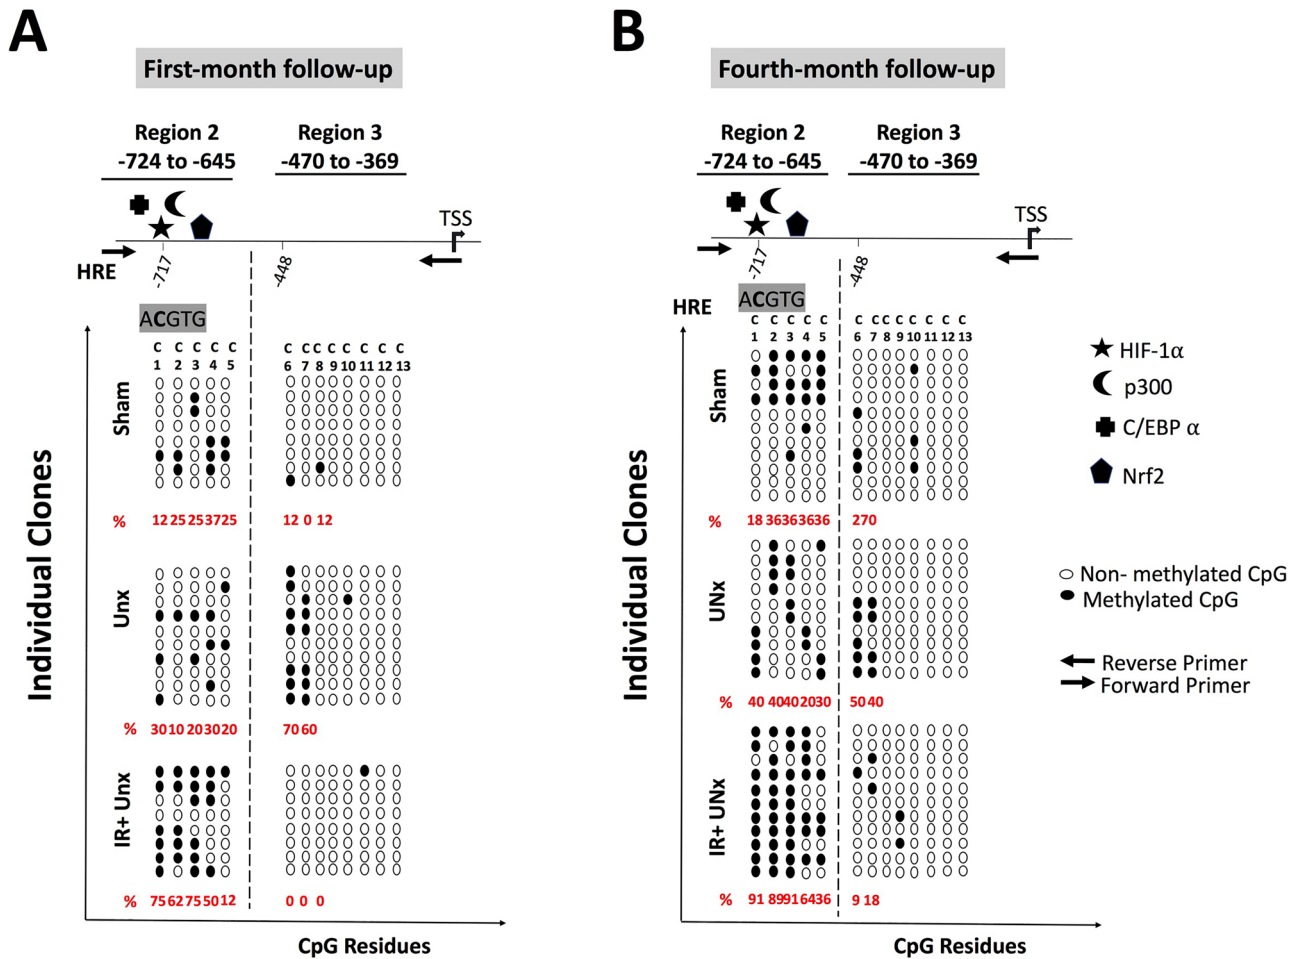 A
First-month follow-up
Region 2
-724 to -645
Region 3
-470 to -369
TSS
HRE
-717
-448
ACGTG
C C C C C
1 2 3 4 5
C C C C C C C C
6 7 8 9 10 11 12 13
Individual Clones
Sham
% 12 25 25 37 25 12 0 12
Unx
% 30 10 20 30 20 70 60
IR+ Unx
% 75 62 75 50 12 0 0 0
CpG Residues
B
Fourth-month follow-up
Region 2
-724 to -645
Region 3
-470 to -369
TSS
-717
-448
HRE
ACGTG
C C C C C
1 2 3 4 5
C C C C C C C C
6 7 8 9 10 11 12 13
Individual Clones
Sham
% 18 36 36 36 36 27 0
UNx
% 40 40 40 20 30 50 40
IR+ UNx
% 91 89 91 64 36 9 18
CpG Residues
HIF-1α
p300
C/EBP α
Nrf2
Non- methylated CpG
Methylated CpG
Reverse Primer
Forward Primer